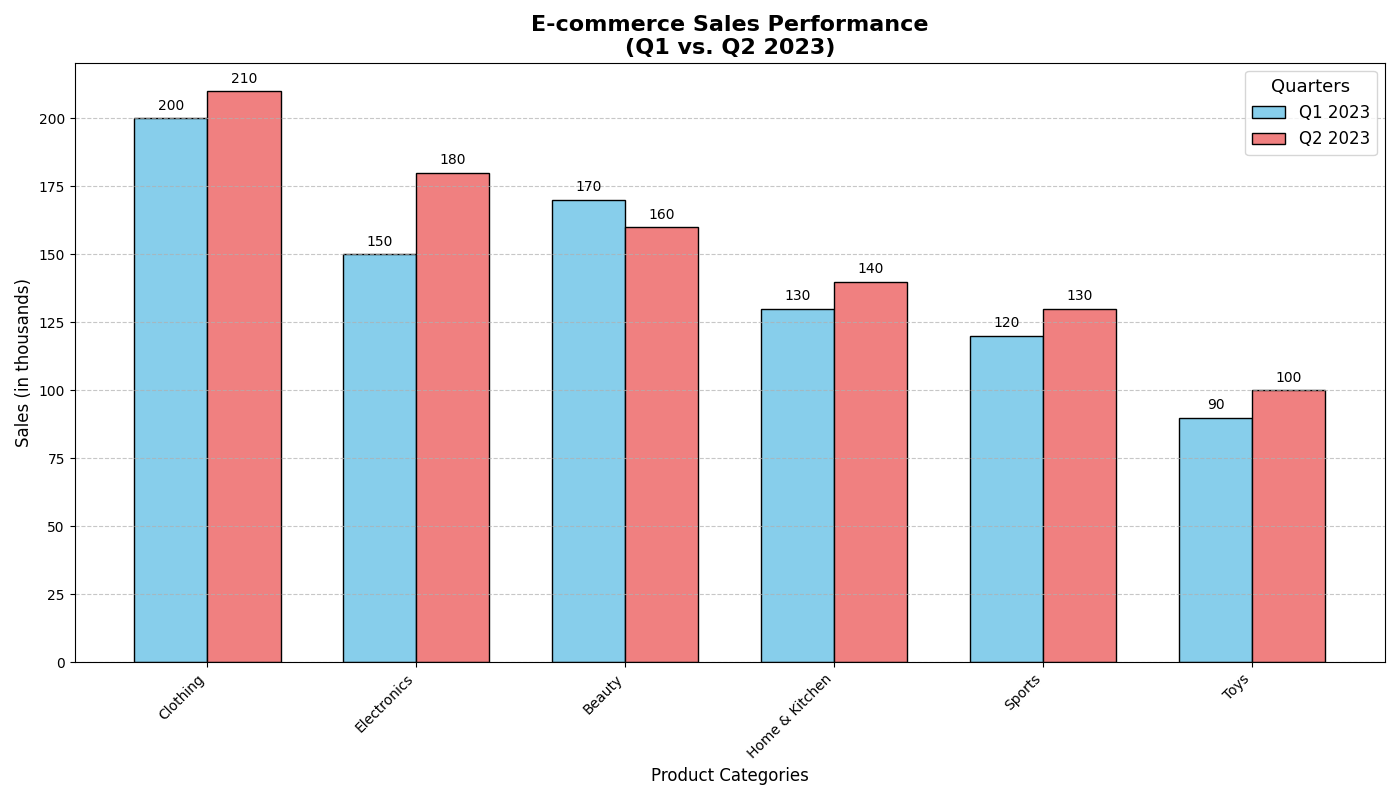 E-commerce Sales Performance
(Q1 vs. Q2 2023)
Quarters
Q1 2023
Q2 2023
Sales (in thousands)
200
175
150
125
100
75
50
25
0
200
210
150
180
170
160
130
140
120
130
90
100
Clothing
Electronics
Beauty
Home & Kitchen
Sports
Toys
Product Categories